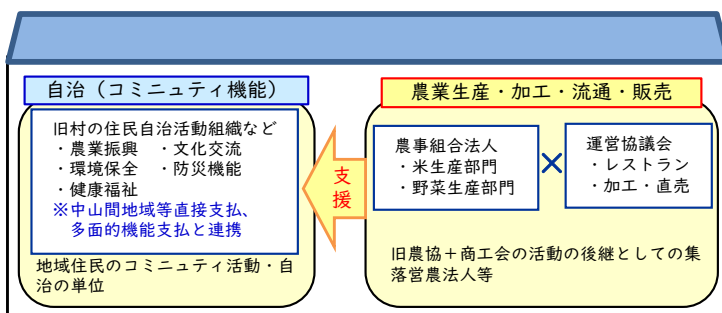 自治（コミニュティ機能）
旧村の住民自治活動組織など
・農業振興　・文化交流
・環境保全　・防災機能
・健康福祉
※中山間地域等直接支払、
多面的機能支払と連携
地域住民のコミュニティ活動・自
治の単位
支
援
農業生産・加工・流通・販売
農事組合法人
・米生産部門
・野菜生産部門
×
運営協議会
・レストラン
・加工・直売
旧農協＋商工会の活動の後継としての集
落営農法人等